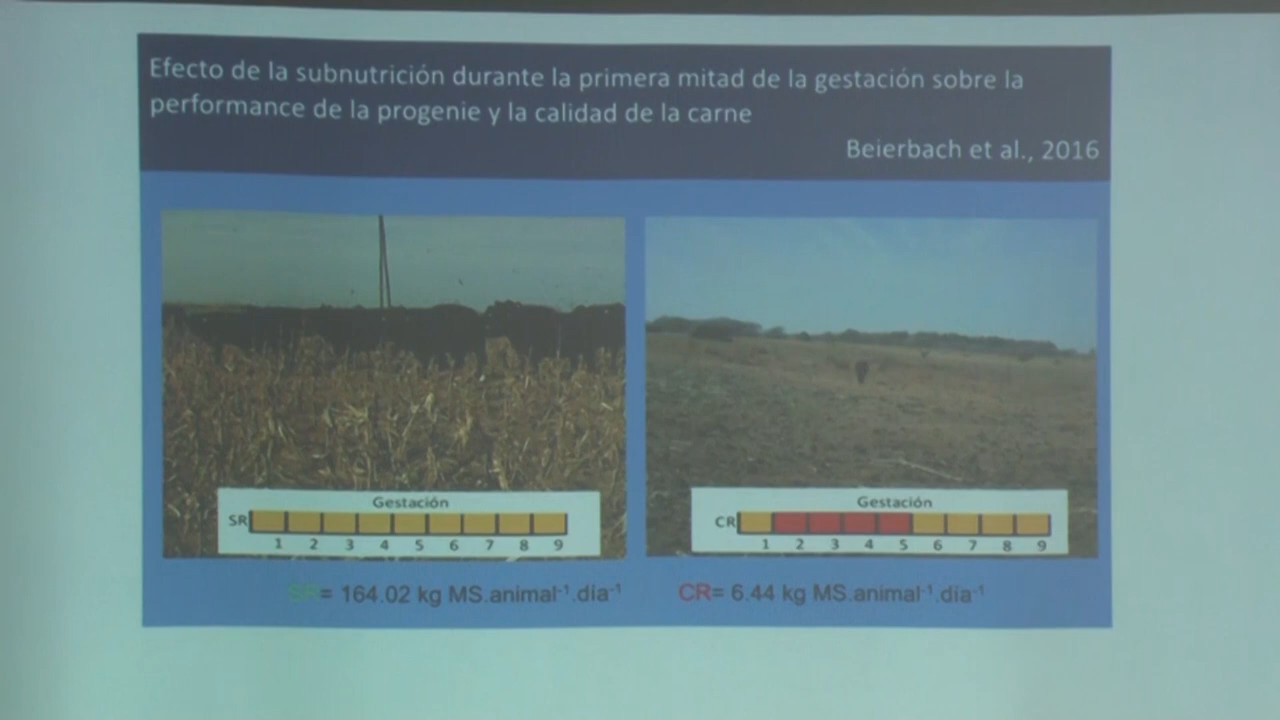 Efecto de la subnutrición durante la primera mitad de la gestación sobre la
performance de la progenie y la calidad de la carne
Beierbach et al., 2016
Gestación
SR
1 2 3 4 5 6 7 8 9
Gestación
CR
1 2 3 4 5 6 7 8 9
SR= 164.02 kg MS.animal⁻¹.día⁻¹
CR= 6.44 kg MS.animal⁻¹.día⁻¹